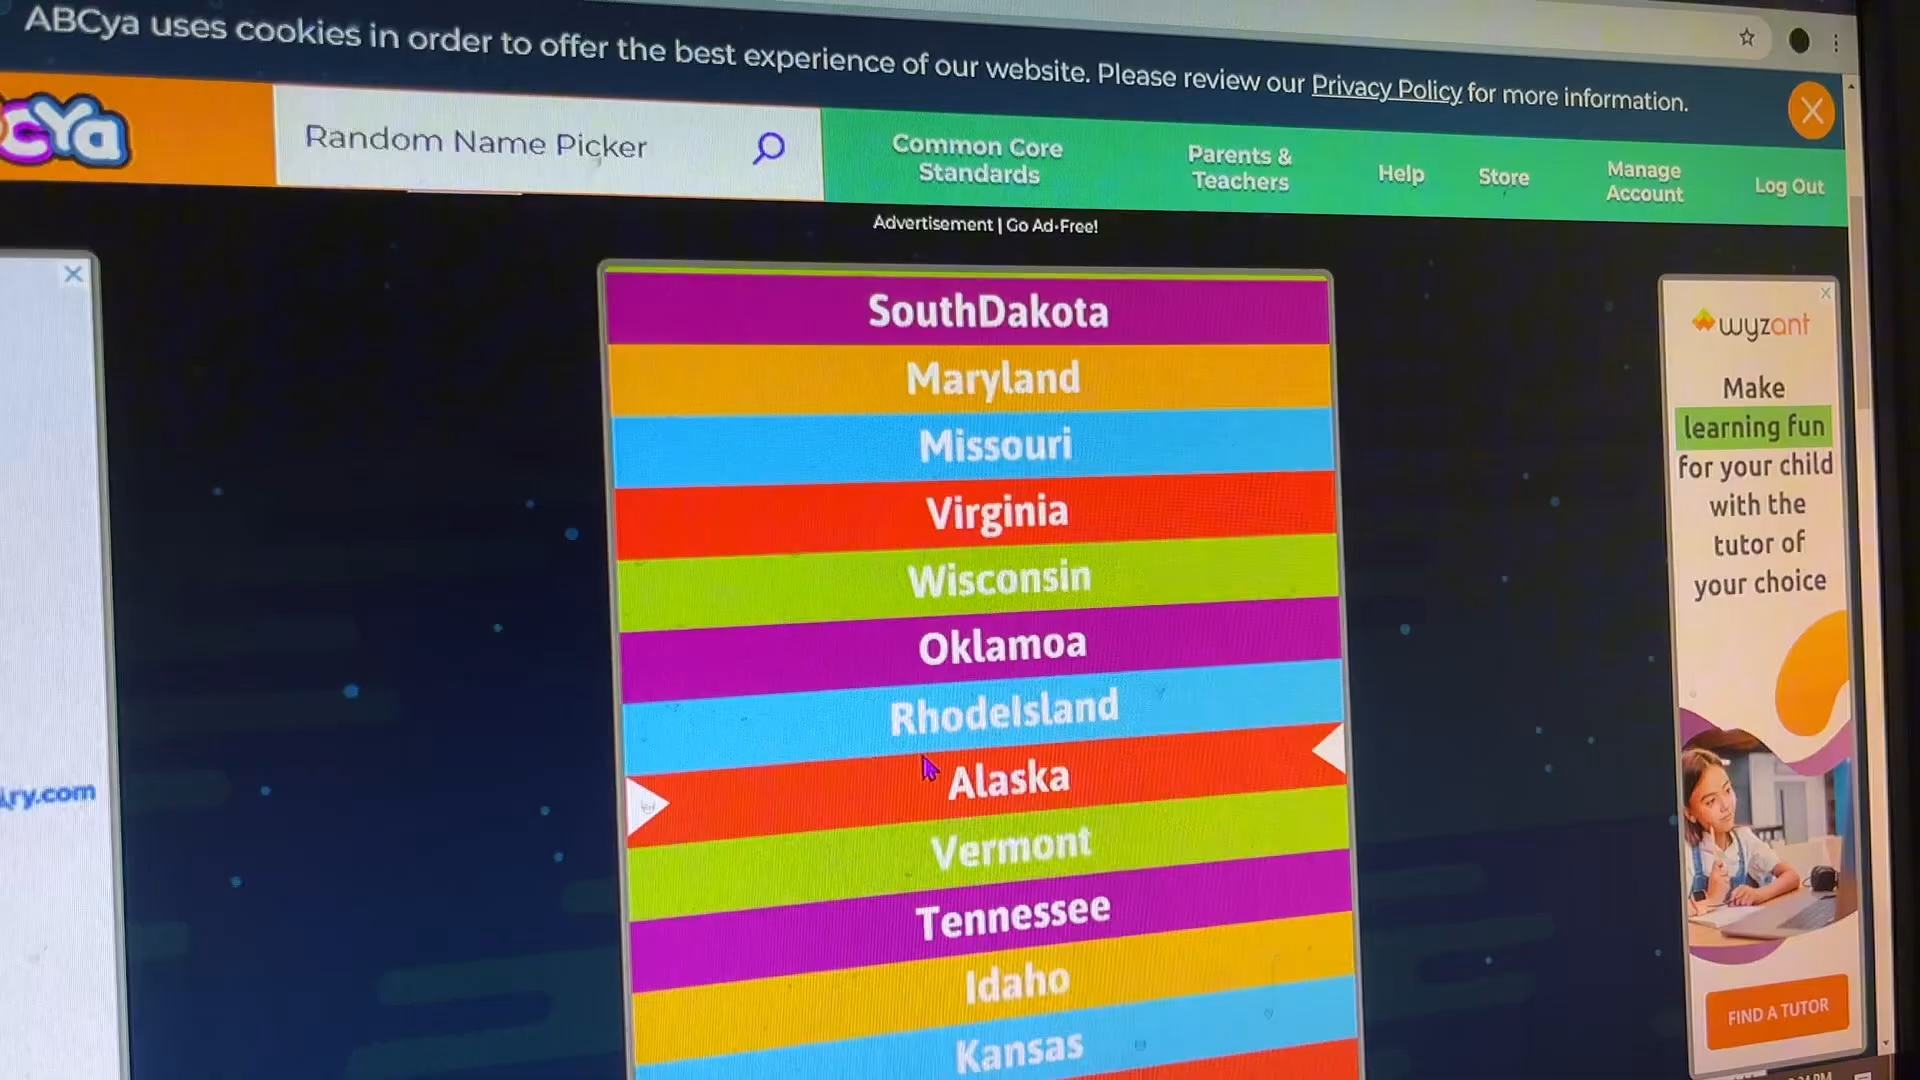 ABCya uses cookies in order to offer the best experience of our website. Please review our Privacy Policy for more information.
cya
Random Name Picker
Common Core
Standards
Parents &
Teachers
Help
Store
Manage
Account
Log Out
Advertisement | Go Ad-Free!
SouthDakota
Maryland
Missouri
Virginia
Wisconsin
Oklamoa
RhodeIsland
Alaska
Vermont
Tennessee
Idaho
Kansas
ry.com
wyzant
Make
learning fun
for your child
with the
tutor of
your choice
FIND A TUTOR